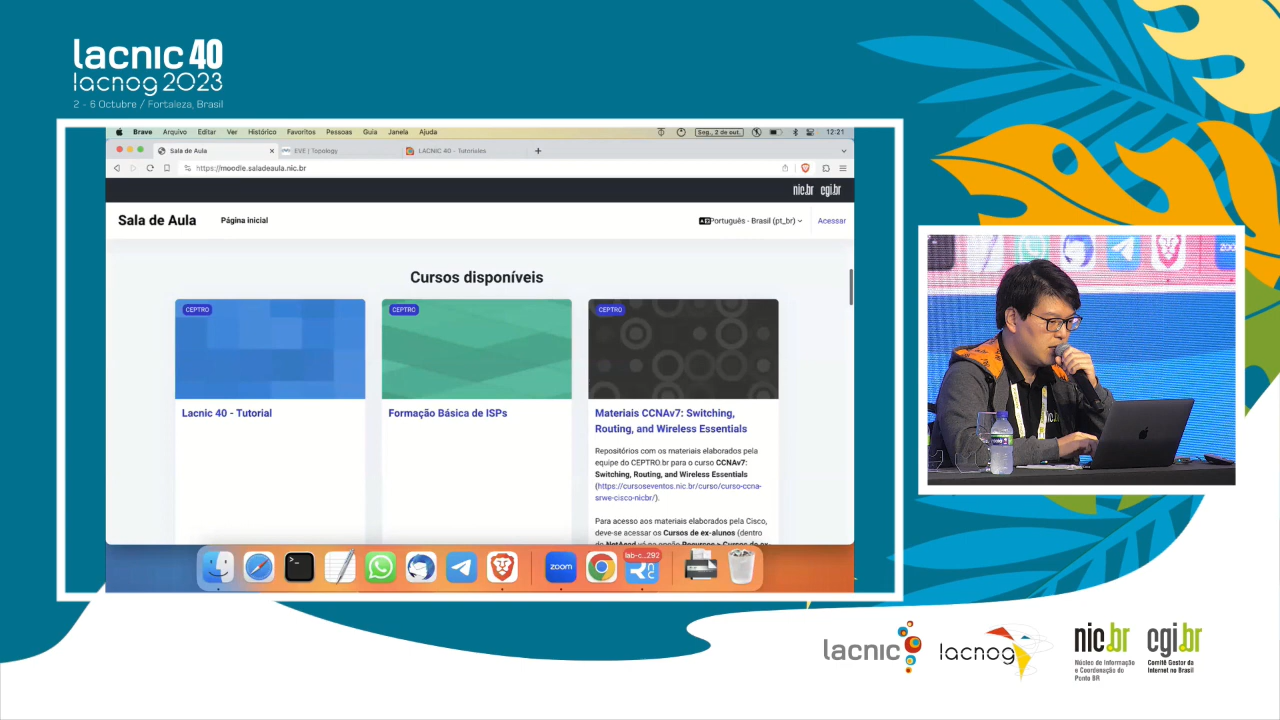 lacnic 40
lacnog 2023
2 - 6 Octubre / Fortaleza, Brasil
Brave Arquivo Editar Ver Histórico Favoritos Pessoas Guia Janela Ajuda
Seg., 2 de out.
12:21
Sala de Aula
EVE | Topology
LACNIC 40 - Tutoriales
https://moodle.saladeaula.nic.br
nic.br cgi.br
Sala de Aula
Página inicial
Português - Brasil (pt_br)
Acessar
Cursos disponíveis
CEPTRO
CEPTRO
CEPTRO
Lacnic 40 - Tutorial
Formação Básica de ISPs
Materiais CCNAv7: Switching,
Routing, and Wireless Essentials
Repositórios com os materiais elaborados pela
equipe do CEPTRO.br para o curso CCNAv7:
Switching, Routing, and Wireless Essentials
(https://cursoseventos.nic.br/curso/curso-ccna-
srwe-cisco-nicbr/).
Para acesso aos materiais elaborados pela Cisco,
deve-se acessar os Cursos de ex-alunos (dentro
zoom
lab-c...292
lacnic
lacnog
nic.br
Núcleo de Informação
e Coordenação do
Ponto BR
cgi.br
Comitê Gestor da
Internet no Brasil